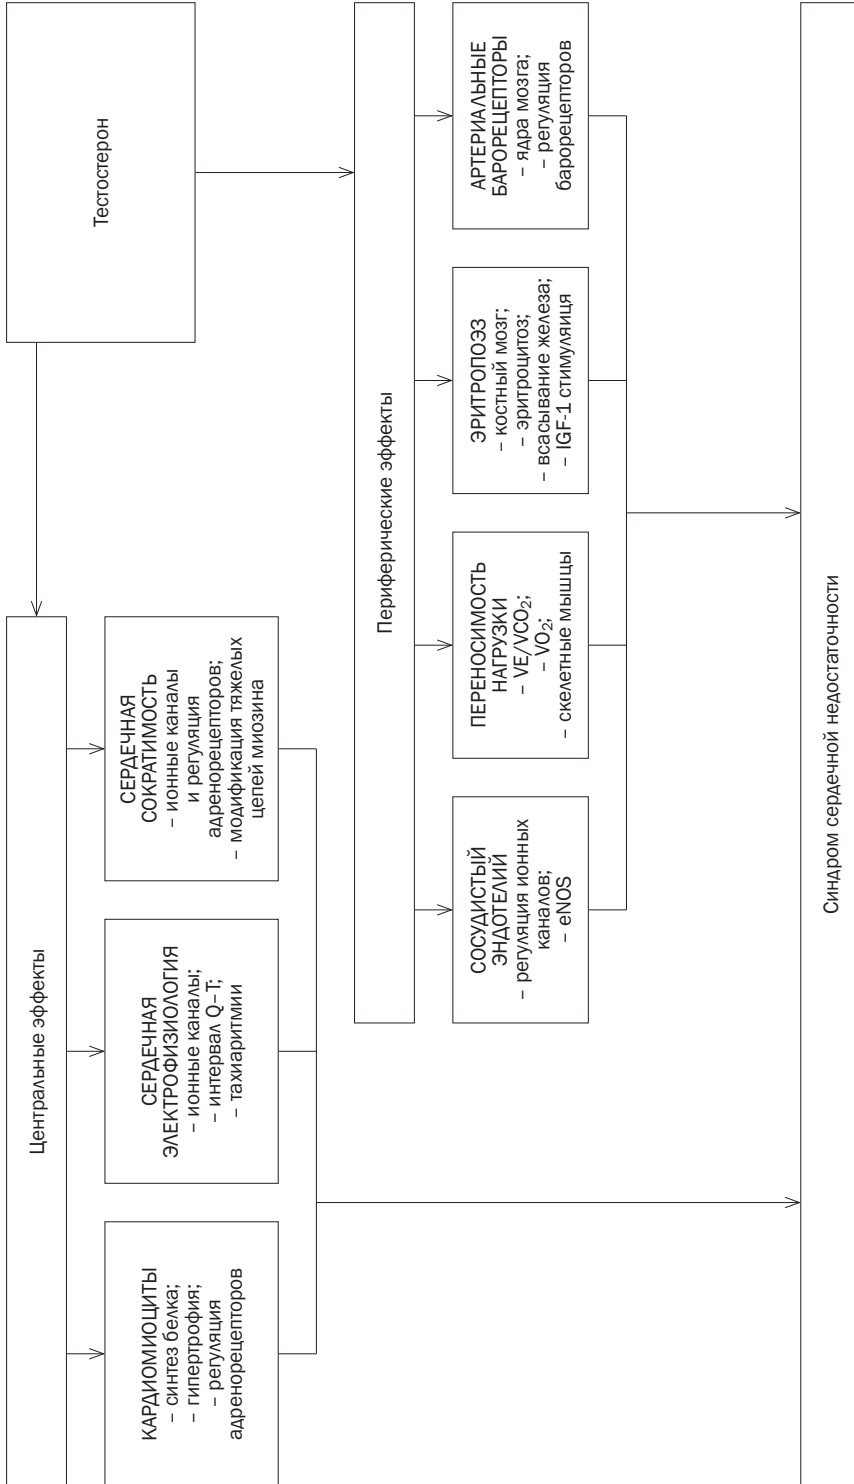 Центральные эффекты
Тестостерон
КАРДИОМИОЦИТЫ
– синтез белка;
– гипертрофия;
– регуляция
адренорецепторов
СЕРДЕЧНАЯ
ЭЛЕКТРОФИЗИОЛОГИЯ
– ионные каналы;
– интервал Q–T;
– тахиаритмии
СЕРДЕЧНАЯ
СОКРАТИМОСТЬ
– ионные каналы
и регуляция
адренорецепторов;
– модификация тяжелых
цепей миозина
Периферические эффекты
СОСУДИСТЫЙ
ЭНДОТЕЛИЙ
– регуляция ионных
каналов;
– eNOS
ПЕРЕНОСИМОСТЬ
НАГРУЗКИ
– VE/VCO₂;
– VO₂;
– скелетные мышцы
ЭРИТРОПОЭЗ
– костный мозг;
– эритроцитоз;
– всасывание железа;
– IGF-1 стимуляиця
АРТЕРИАЛЬНЫЕ
БАРОРЕЦЕПТОРЫ
– ядра мозга;
– регуляция
барорецепторов
Синдром сердечной недостаточности